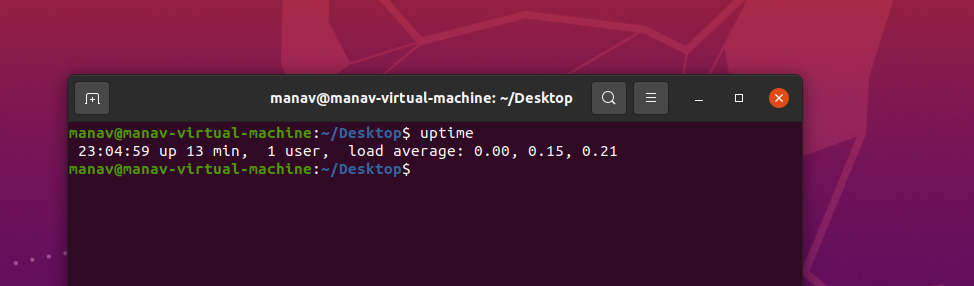 manav@manav-virtual-machine: ~/Desktop
manav@manav-virtual-machine:~/Desktop$ uptime
 23:04:59 up 13 min,  1 user,  load average: 0.00, 0.15, 0.21
manav@manav-virtual-machine:~/Desktop$